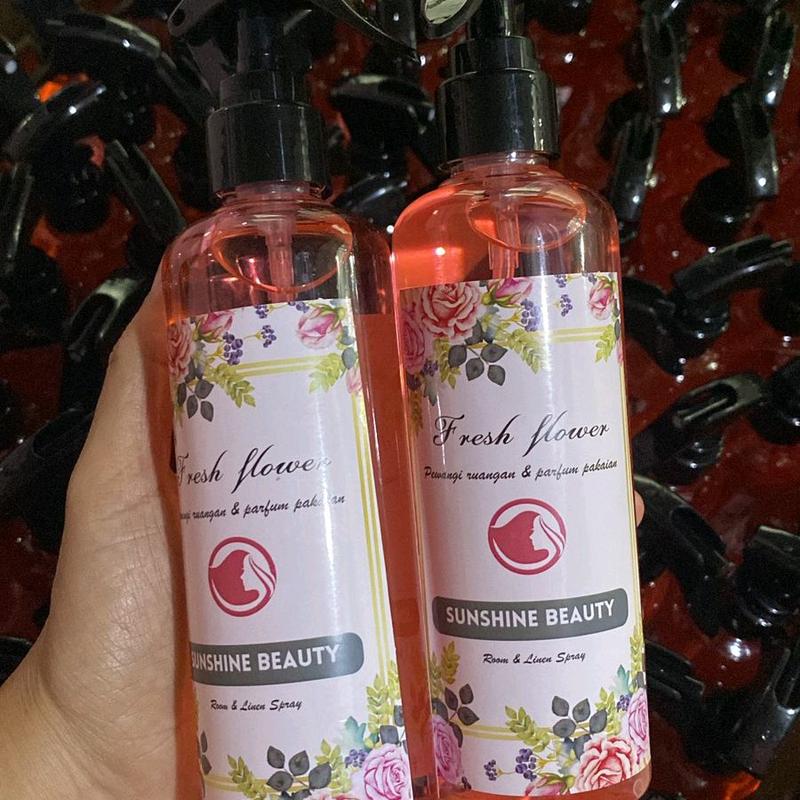 Fresh flower
ruangan & parfum pakaian
SUNSHINE BEAUTY
Room & Linen Spray
Fresh flower
Pewangi ruangan & parfum pakaian
SUNSHINE BEAUTY
Room & Linen Spray